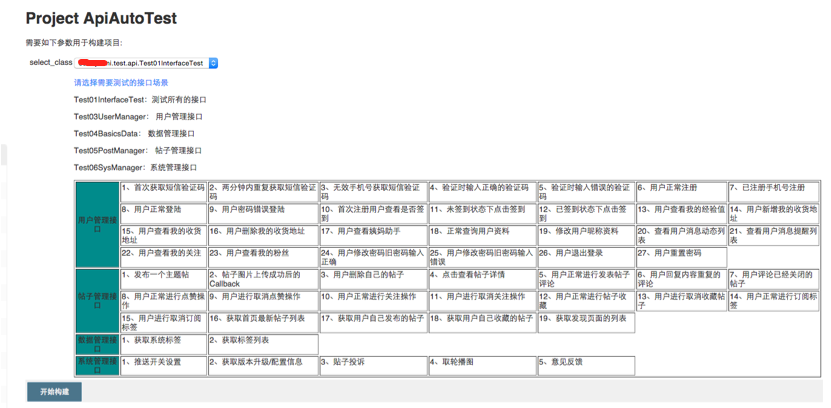 Project ApiAutoTest
需要如下参数用于构建项目:
select_class
hi.test.api.Test01InterfaceTest
请选择需要测试的接口场景
Test01InterfaceTest：测试所有的接口
Test03UserManager： 用户管理接口
Test04BasicsData： 数据管理接口
Test05PostManager： 帖子管理接口
Test06SysManager：系统管理接口
用户管理接
口
1、首次获取短信验证码
2、两分钟内重复获取短信验证
码
3、无效手机号获取短信验证
码
4、验证时输入正确的验证码
5、验证时输入错误的验证
码
6、用户正常注册
7、已注册手机号注册
8、用户正常登陆
9、用户密码错误登陆
10、首次注册用户查看是否签
到
11、未签到状态下点击签到
12、已签到状态下点击签
到
13、用户查看我的经验值
14、用户新增我的收货地
址
15、用户查看我的收货
地址
16、用户删除我的收货地址
17、用户查看姨妈助手
18、正常查询用户资料
19、修改用户昵称资料
20、查看用户消息动态列
表
21、查看用户消息提醒列
表
22、用户查看我的关注
23、用户查看我的粉丝
24、用户修改密码旧密码输入
正确
25、用户修改密码旧密码输入
错误
26、用户退出登录
27、用户重置密码
帖子管理接
口
1、发布一个主题帖
2、帖子图片上传成功后的
Callback
3、用户删除自己的帖子
4、点击查看帖子详情
5、用户正常进行发表帖子
评论
6、用户回复内容重复的
评论
7、用户评论已经关闭的
帖子
8、用户正常进行点赞操
作
9、用户进行取消点赞操作
10、用户正常进行关注操作
11、用户进行取消关注操作
12、用户正常进行帖子收
藏
13、用户进行取消收藏帖
子
14、用户正常进行订阅标
签
15、用户进行取消订阅
标签
16、获取首页最新帖子列表
17、获取用户自己发布的帖子
18、获取用户自己收藏的帖子
19、获取发现页面的列表
数据管理接
口
1、获取系统标签
2、获取标签列表
系统管理接
口
1、推送开关设置
2、获取版本升级/配置信息
3、贴子投诉
4、取轮播图
5、意见反馈
开始构建